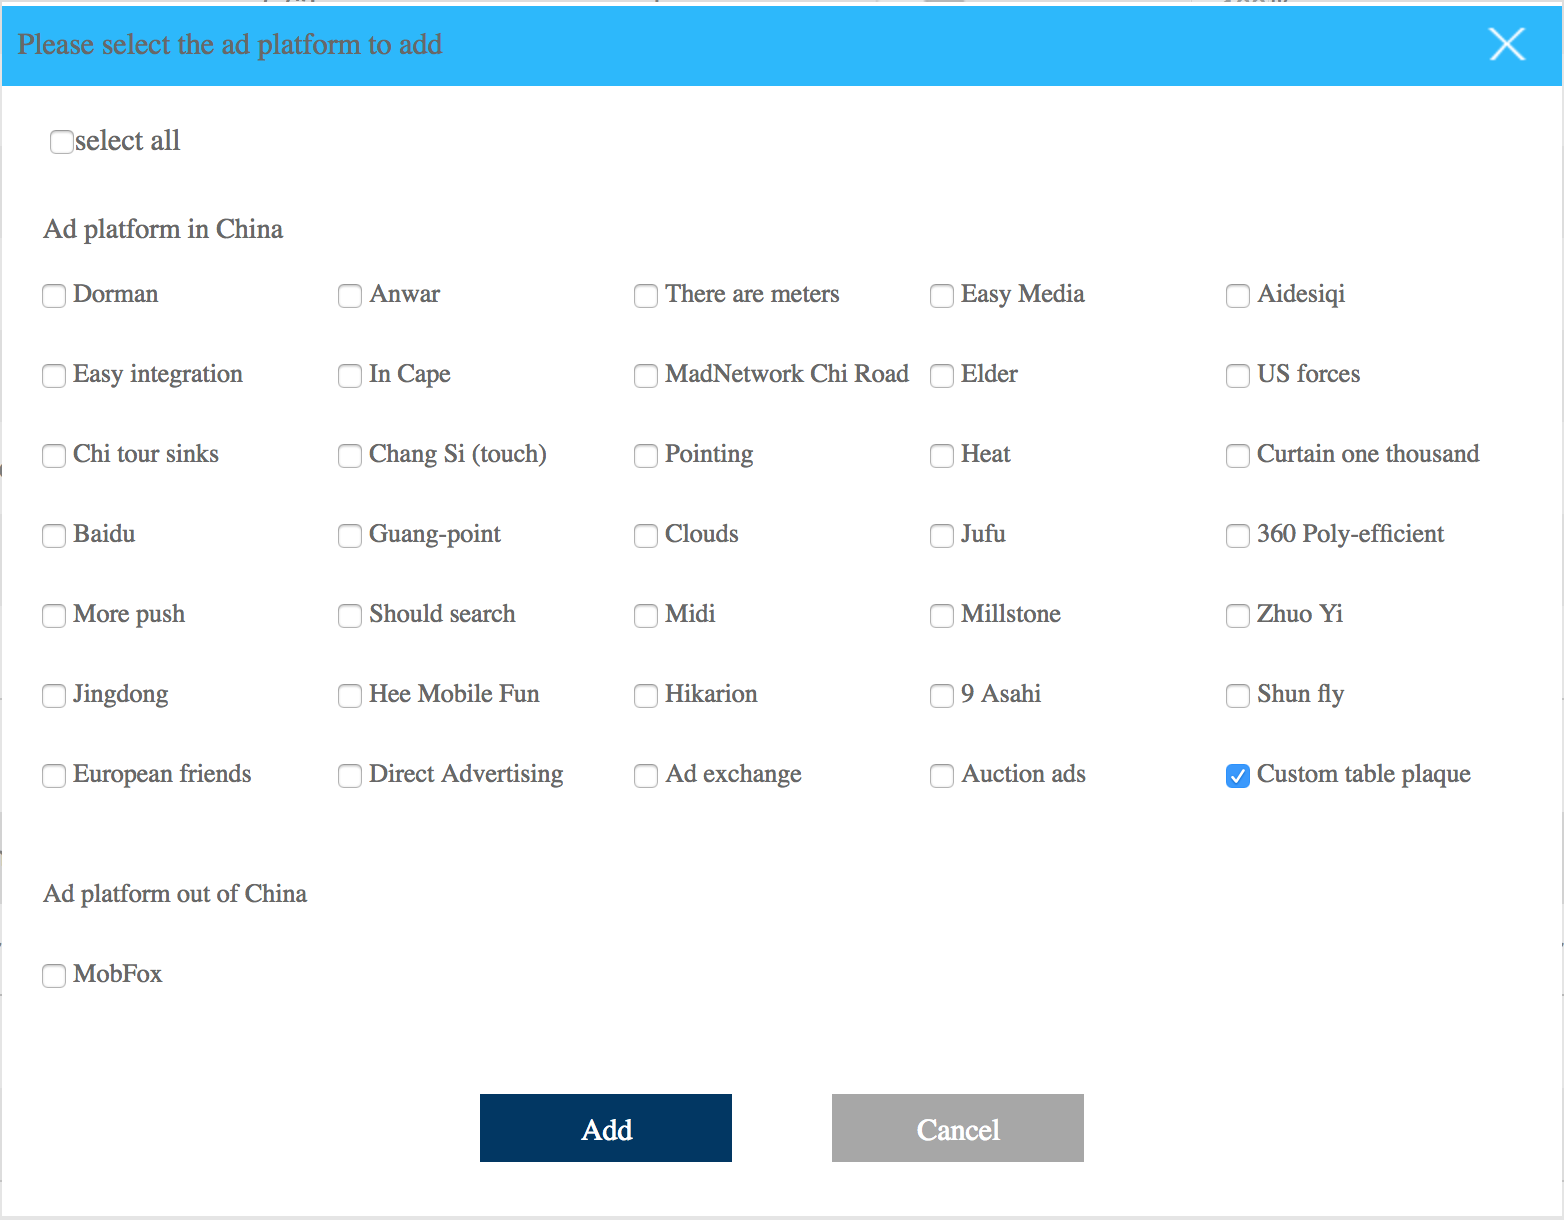 Please select the ad platform to add
select all
Ad platform in China
Dorman Anwar There are meters Easy Media Aidesiqi
Easy integration In Cape MadNetwork Chi Road Elder US forces
Chi tour sinks Chang Si (touch) Pointing Heat Curtain one thousand
Baidu Guang-point Clouds Jufu 360 Poly-efficient
More push Should search Midi Millstone Zhuo Yi
Jingdong Hee Mobile Fun Hikarion 9 Asahi Shun fly
European friends Direct Advertising Ad exchange Auction ads Custom table plaque
Ad platform out of China
MobFox
Add Cancel